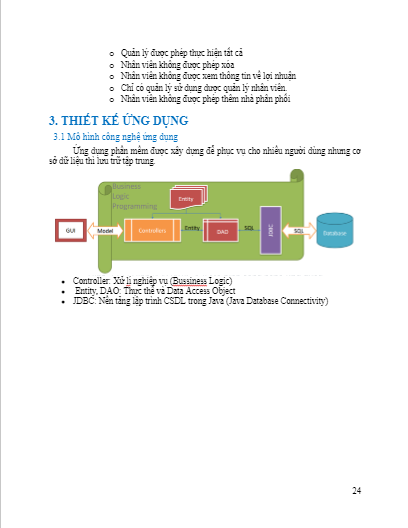 o Quản lý được phép thực hiện tất cả
o Nhân viên không được phép xóa
o Nhân viên không được xem thông tin về lợi nhuận
o Chỉ có quản lý sử dụng được quản lý nhân viên
o Nhân viên không được phép thêm nhà phân phối
3. THIẾT KẾ ỨNG DỤNG
3.1 Mô hình công nghệ ứng dụng
Ứng dụng phần mềm được xây dựng để phục vụ cho nhiều người dùng nhưng cơ
sở dữ liệu thì lưu trữ tập trung.
Business
Logic
Programming
Entity
GUI
Model
Controllers
Entity
DAO
SQL
JDBC
SQL
Database
• Controller: Xử lí nghiệp vụ (Bussiness Logic)
• Entity, DAO: Thực thể và Data Access Object
• JDBC: Nền tảng lập trình CSDL trong Java (Java Database Connectivity)
24